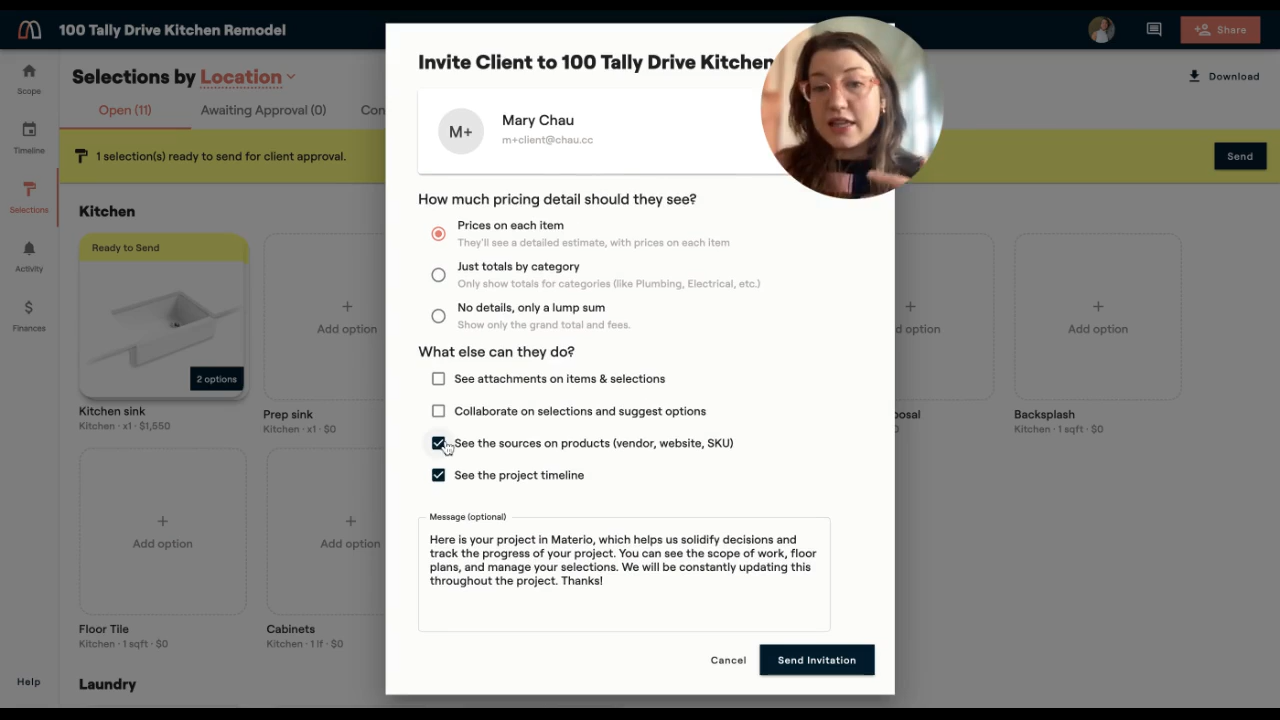 100 Tally Drive Kitchen Remodel
Share
Scope
Timeline
Selections
Activity
Finances
Help
Selections by Location
Download
Open (11)
Awaiting Approval (0)
Con
1 selection(s) ready to send for client approval.
Send
Kitchen
Ready to Send
2 options
Kitchen sink
Kitchen · x1 · $1,550
+
Add option
Prep sink
Kitchen · x1 · $0
+
d option
posal
$0
+
Add option
Backsplash
Kitchen · 1 sqft · $0
+
Add option
Floor Tile
Kitchen · 1 sqft · $0
+
Add option
Cabinets
Kitchen · 1 lf · $0
Laundry
Invite Client to 100 Tally Drive Kitchen
M+
Mary Chau
m+client@chau.cc
How much pricing detail should they see?
Prices on each item
They'll see a detailed estimate, with prices on each item
Just totals by category
Only show totals for categories (like Plumbing, Electrical, etc.)
No details, only a lump sum
Show only the grand total and fees.
What else can they do?
See attachments on items & selections
Collaborate on selections and suggest options
See the sources on products (vendor, website, SKU)
See the project timeline
Message (optional)
Here is your project in Materio, which helps us solidify decisions and
track the progress of your project. You can see the scope of work, floor
plans, and manage your selections. We will be constantly updating this
throughout the project. Thanks!
Cancel
Send Invitation